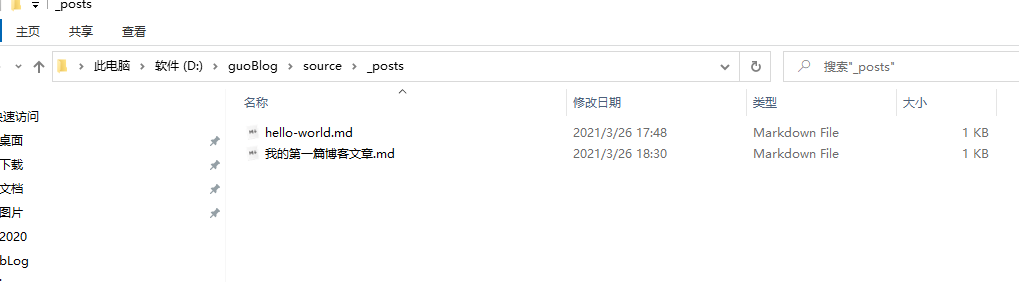 _posts
主页 共享 查看
此电脑 软件 (D:) guoBlog source _posts
搜索"_posts"
名称 修改日期 类型 大小
hello-world.md 2021/3/26 17:48 Markdown File 1 KB
我的第一篇博客文章.md 2021/3/26 18:30 Markdown File 1 KB
速访问
桌面
下载
文档
图片
2020
bLog